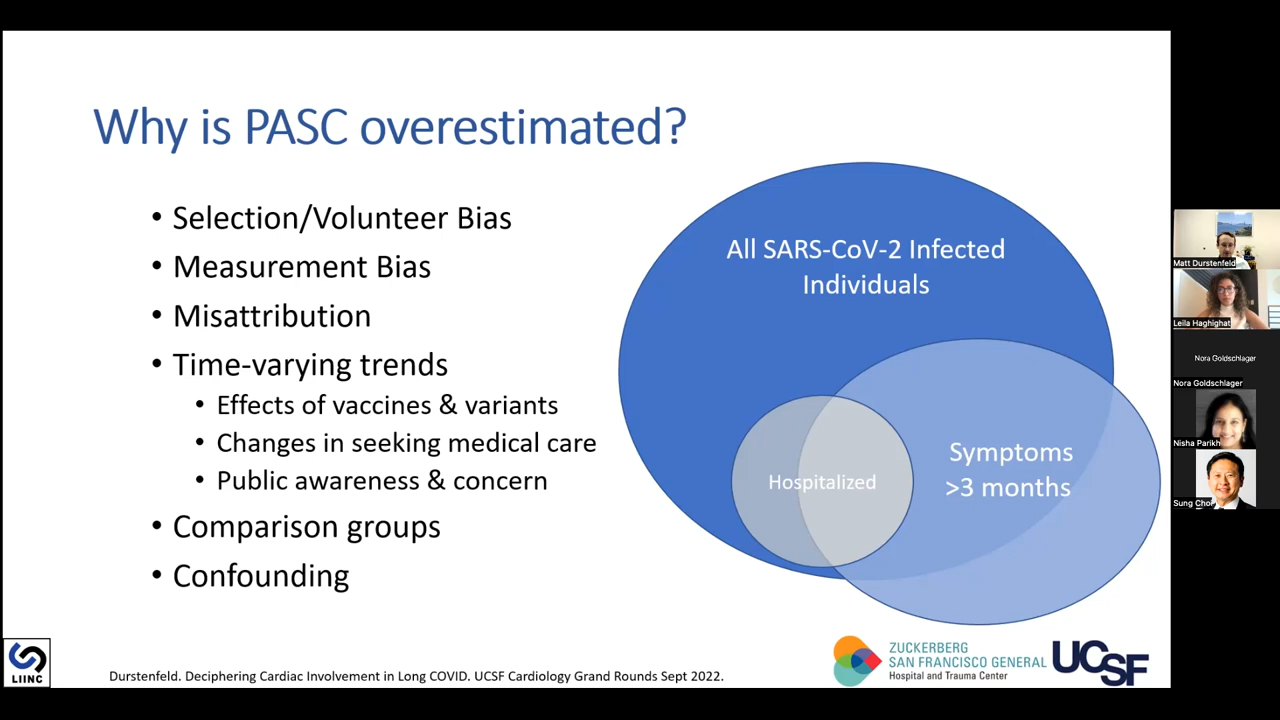 Why is PASC overestimated?
• Selection/Volunteer Bias
• Measurement Bias
• Misattribution
• Time-varying trends
• Effects of vaccines & variants
• Changes in seeking medical care
• Public awareness & concern
• Comparison groups
• Confounding
All SARS-CoV-2 Infected
Individuals
Hospitalized
Symptoms
>3 months
LIINC
Durstenfeld. Deciphering Cardiac Involvement in Long COVID. UCSF Cardiology Grand Rounds Sept 2022.
ZUCKERBERG
SAN FRANCISCO GENERAL
Hospital and Trauma Center
UCSF
Matt Durstenfeld
Leila Haghighat
Nora Goldschlager
Nora Goldschlager
Nisha Parikh
Sung Choi